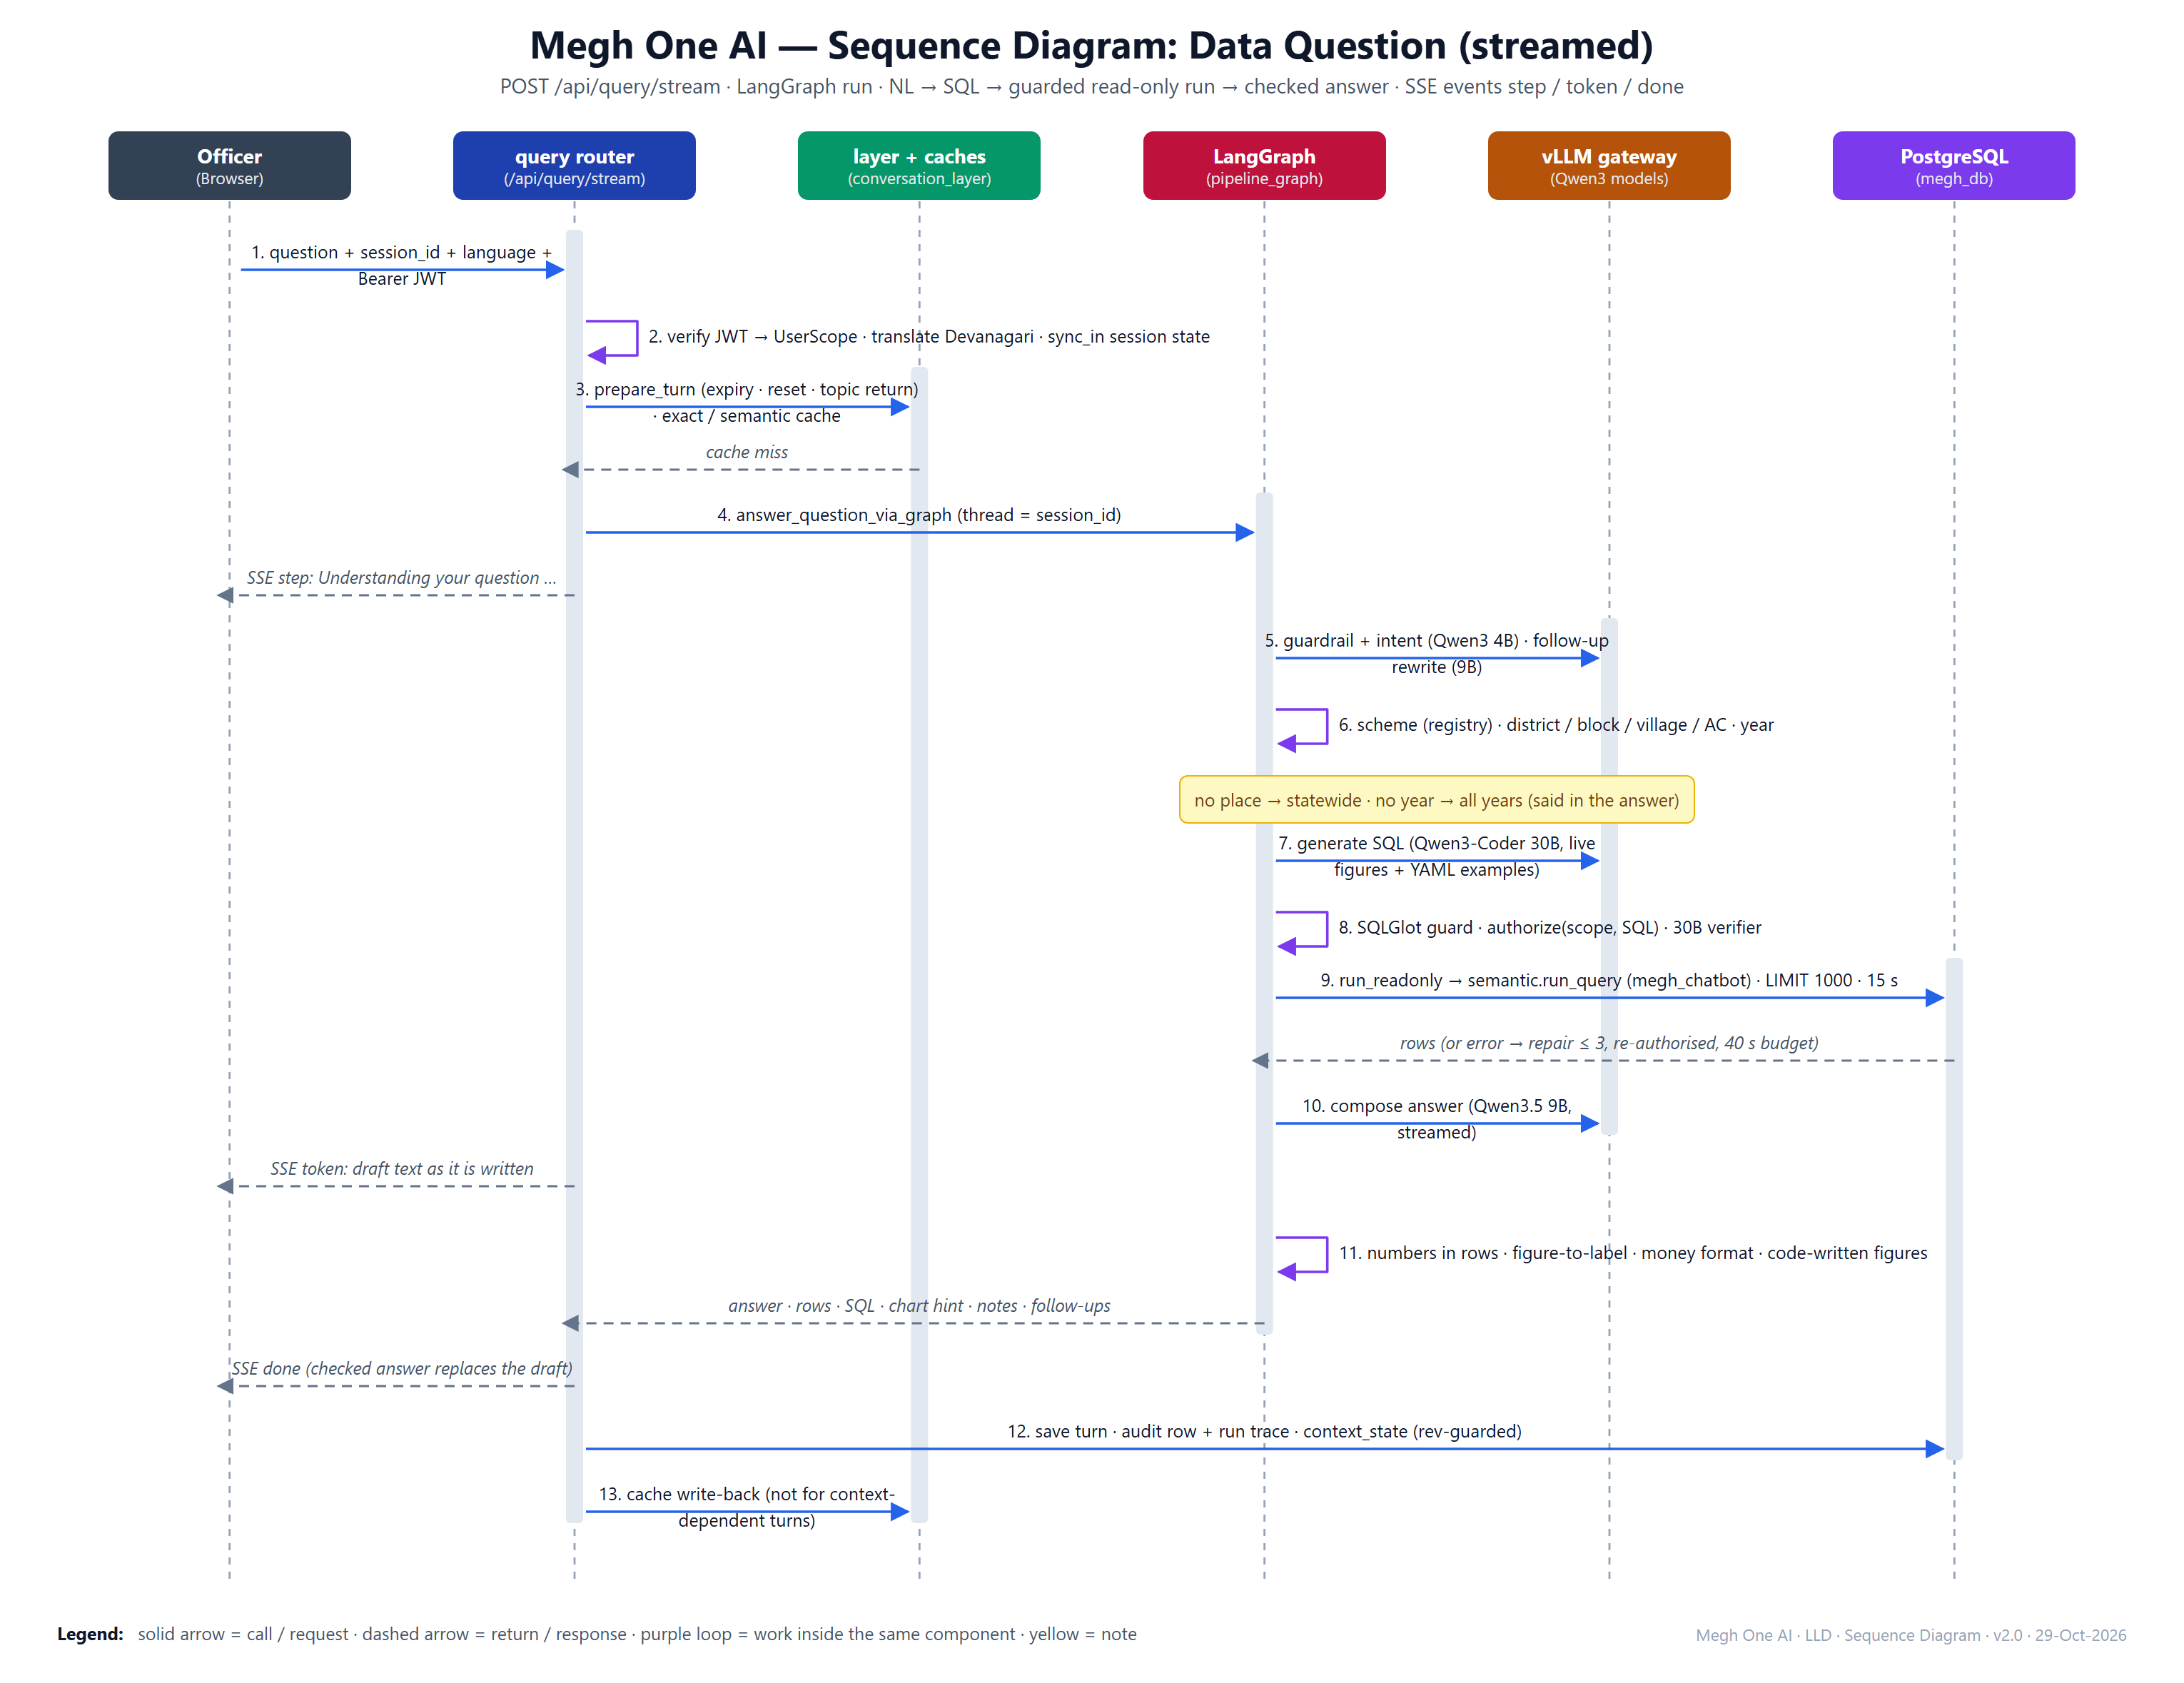 Megh One AI — Sequence Diagram: Data Question (streamed)
POST /api/query/stream · LangGraph run · NL → SQL → guarded read-only run → checked answer · SSE events step / token / done
Officer
(Browser)
query router
(/api/query/stream)
layer + caches
(conversation_layer)
LangGraph
(pipeline_graph)
vLLM gateway
(Qwen3 models)
PostgreSQL
(megh_db)
1. question + session_id + language +
Bearer JWT
2. verify JWT → UserScope · translate Devanagari · sync_in session state
3. prepare_turn (expiry · reset · topic return)
· exact / semantic cache
cache miss
4. answer_question_via_graph (thread = session_id)
SSE step: Understanding your question ...
5. guardrail + intent (Qwen3 4B) · follow-up
rewrite (9B)
6. scheme (registry) · district / block / village / AC · year
no place → statewide · no year → all years (said in the answer)
7. generate SQL (Qwen3-Coder 30B, live
figures + YAML examples)
8. SQLGlot guard · authorize(scope, SQL) · 30B verifier
9. run_readonly → semantic.run_query (megh_chatbot) · LIMIT 1000 · 15 s
rows (or error → repair ≤ 3, re-authorised, 40 s budget)
10. compose answer (Qwen3.5 9B,
streamed)
SSE token: draft text as it is written
11. numbers in rows · figure-to-label · money format · code-written figures
answer · rows · SQL · chart hint · notes · follow-ups
SSE done (checked answer replaces the draft)
12. save turn · audit row + run trace · context_state (rev-guarded)
13. cache write-back (not for context-
dependent turns)
Legend: solid arrow = call / request · dashed arrow = return / response · purple loop = work inside the same component · yellow = note
Megh One AI · LLD · Sequence Diagram · v2.0 · 29-Oct-2026